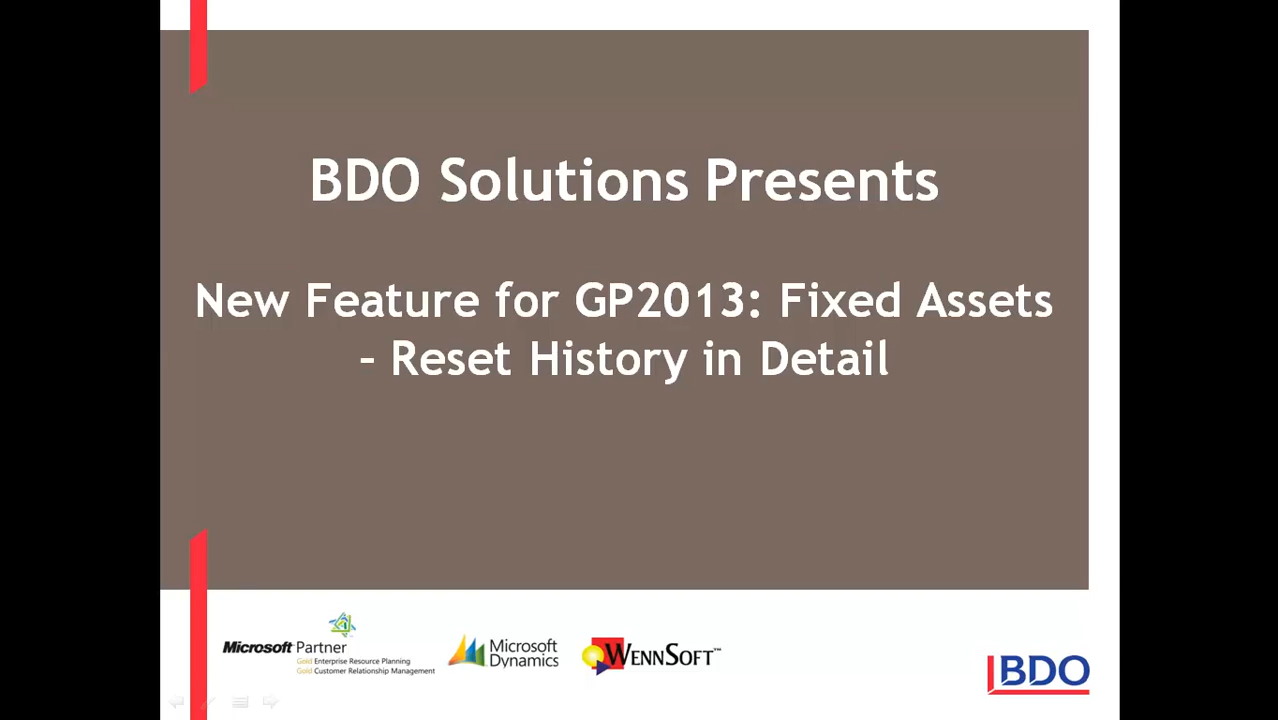 BDO Solutions Presents
New Feature for GP2013: Fixed Assets
– Reset History in Detail
Microsoft Partner
Gold Enterprise Resource Planning
Gold Customer Relationship Management
Microsoft
Dynamics
WENNSOFT™
BDO